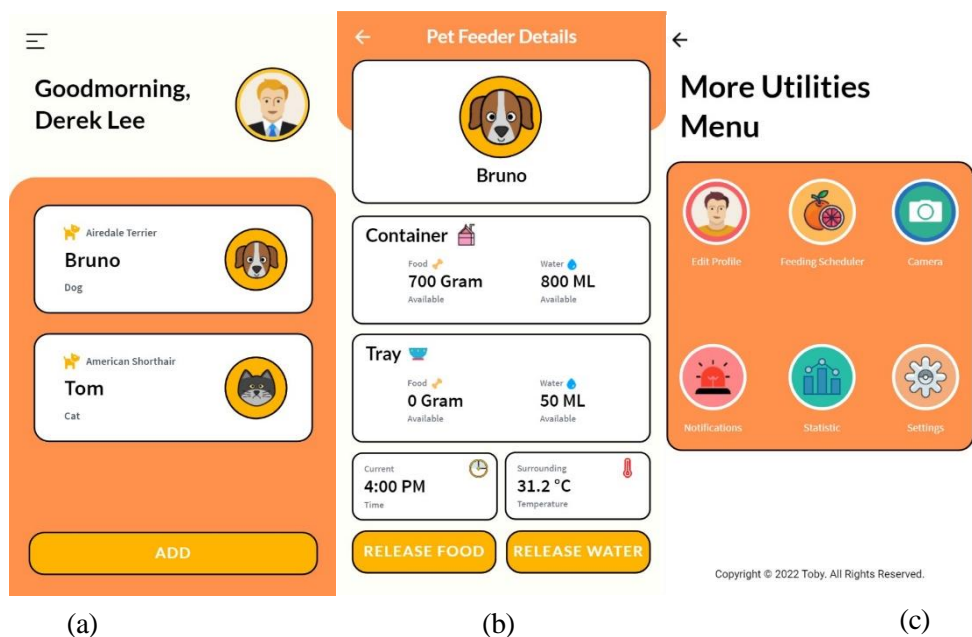 Goodmorning,
Derek Lee
Airedale Terrier
Bruno
Dog
American Shorthair
Tom
Cat
ADD
(a)
Pet Feeder Details
Bruno
Container
Food Water
700 Gram 800 ML
Available Available
Tray
Food Water
0 Gram 50 ML
Available Available
Current
4:00 PM
Time
Surrounding
31.2 °C
Temperature
RELEASE FOOD RELEASE WATER
(b)
More Utilities
Menu
Edit Profile Feeding Scheduler Camera
Notifications Statistic Settings
Copyright © 2022 Toby. All Rights Reserved.
(c)